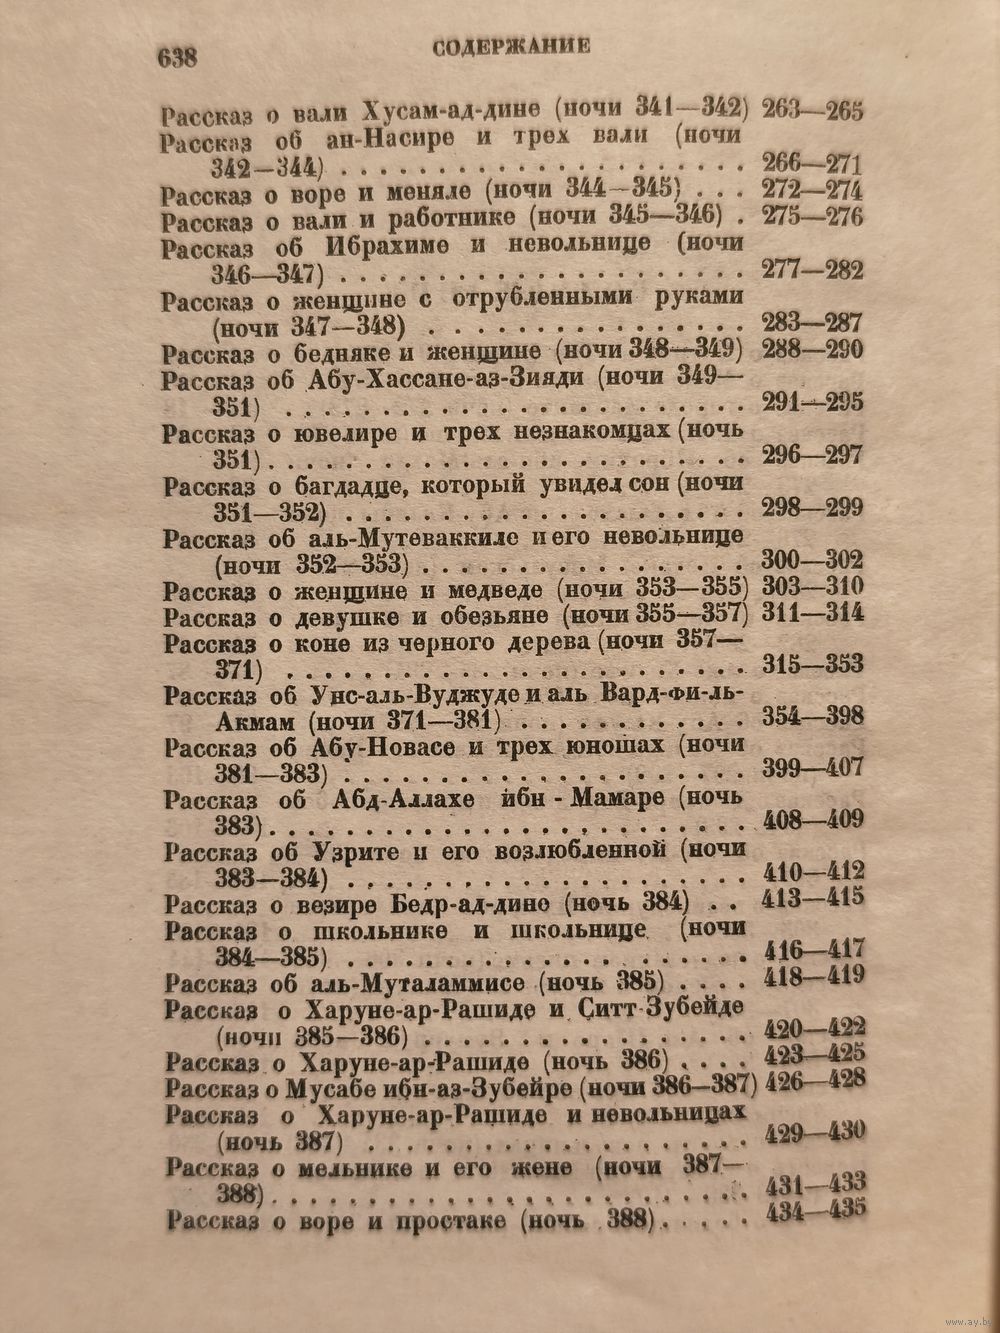 638
СОДЕРЖАНИЕ
Рассказ о вали Хусам-ад-дине (ночи 341—342) 263—265
Рассказ об ан-Насире и трех вали (ночи
342—344) . . . . . . . . . . . . . . . . . . . . 266—271
Рассказ о воре и меняле (ночи 344—345) . . . 272—274
Рассказ о вали и работнике (ночи 345—346) . 275—276
Рассказ об Ибрахиме и невольнице (ночи
346—347) . . . . . . . . . . . . . . . . . . . . 277—282
Рассказ о женщине с отрубленными руками
(ночи 347—348) . . . . . . . . . . . . . . . . 283—287
Рассказ о бедняке и женщине (ночи 348—349) 288—290
Рассказ об Абу-Хассане-аз-Зияди (ночи 349—
351) . . . . . . . . . . . . . . . . . . . . . . . 291—295
Рассказ о ювелире и трех незнакомцах (ночь
351) . . . . . . . . . . . . . . . . . . . . . . . . 296—297
Рассказ о багдадце, который увидел сон (ночи
351—352) . . . . . . . . . . . . . . . . . . . . 298—299
Рассказ об аль-Мутеваккиле и его невольнице
(ночи 352—353) . . . . . . . . . . . . . . . . 300—302
Рассказ о женщине и медведе (ночи 353—355) 303—310
Рассказ о девушке и обезьяне (ночи 355—357) 311—314
Рассказ о коне из черного дерева (ночи 357—
371) . . . . . . . . . . . . . . . . . . . . . . . 315—353
Рассказ об Унс-аль-Вуджуде и аль Вард-фи-ль-
Акмам (ночи 371—381) . . . . . . . . . . . . 354—398
Рассказ об Абу-Новасе и трех юношах (ночи
381—383) . . . . . . . . . . . . . . . . . . . . 399—407
Рассказ об Абд-Аллахе ибн - Мамаре (ночь
383) . . . . . . . . . . . . . . . . . . . . . . . . 408—409
Рассказ об Узрите и его возлюбленной (ночи
383—384) . . . . . . . . . . . . . . . . . . . . 410—412
Рассказ о везире Бедр-ад-дине (ночь 384) . . 413—415
Рассказ о школьнике и школьнице (ночи
384—385) . . . . . . . . . . . . . . . . . . . . 416—417
Рассказ об аль-Муталаммисе (ночь 385) . . . . 418—419
Рассказ о Харуне-ар-Рашиде и Ситт-Зубейде
(ночи 385—386) . . . . . . . . . . . . . . . . 420—422
Рассказ о Харуне-ар-Рашиде (ночь 386) . . . . 423—425
Рассказ о Мусабе ибн-аз-Зубейре (ночи 386—387) 426—428
Рассказ о Харуне-ар-Рашиде и невольницах
(ночь 387) . . . . . . . . . . . . . . . . . . . 429—430
Рассказ о мельнике и его жене (ночи 387—
388) . . . . . . . . . . . . . . . . . . . . . . . . 431—433
Рассказ о воре и простаке (ночь 388) . . . . . 434—435
www.ay.by